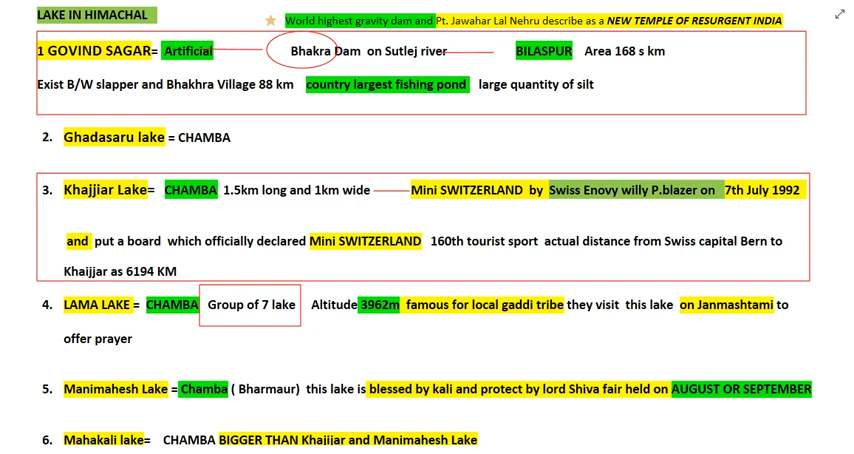 LAKE IN HIMACHAL
World highest gravity dam and Pt. Jawahar Lal Nehru describe as a NEW TEMPLE OF RESURGENT INDIA
1 GOVIND SAGAR= Artificial Bhakra Dam on Sutlej river BILASPUR Area 168 s km
Exist B/W slapper and Bhakhra Village 88 km country largest fishing pond large quantity of silt
2. Ghadasaru lake = CHAMBA
3. Khajjiar Lake= CHAMBA 1.5km long and 1km wide Mini SWITZERLAND by Swiss Enovy willy P.blazer on 7th July 1992
and put a board which officially declared Mini SWITZERLAND 160th tourist sport actual distance from Swiss capital Bern to
Khaijjar as 6194 KM
4. LAMA LAKE = CHAMBA Group of 7 lake Altitude 3962m famous for local gaddi tribe they visit this lake on Janmashtami to
offer prayer
5. Manimahesh Lake =Chamba ( Bharmaur) this lake is blessed by kali and protect by lord Shiva fair held on AUGUST OR SEPTEMBER
6. Mahakali lake= CHAMBA BIGGER THAN Khajjiar and Manimahesh Lake